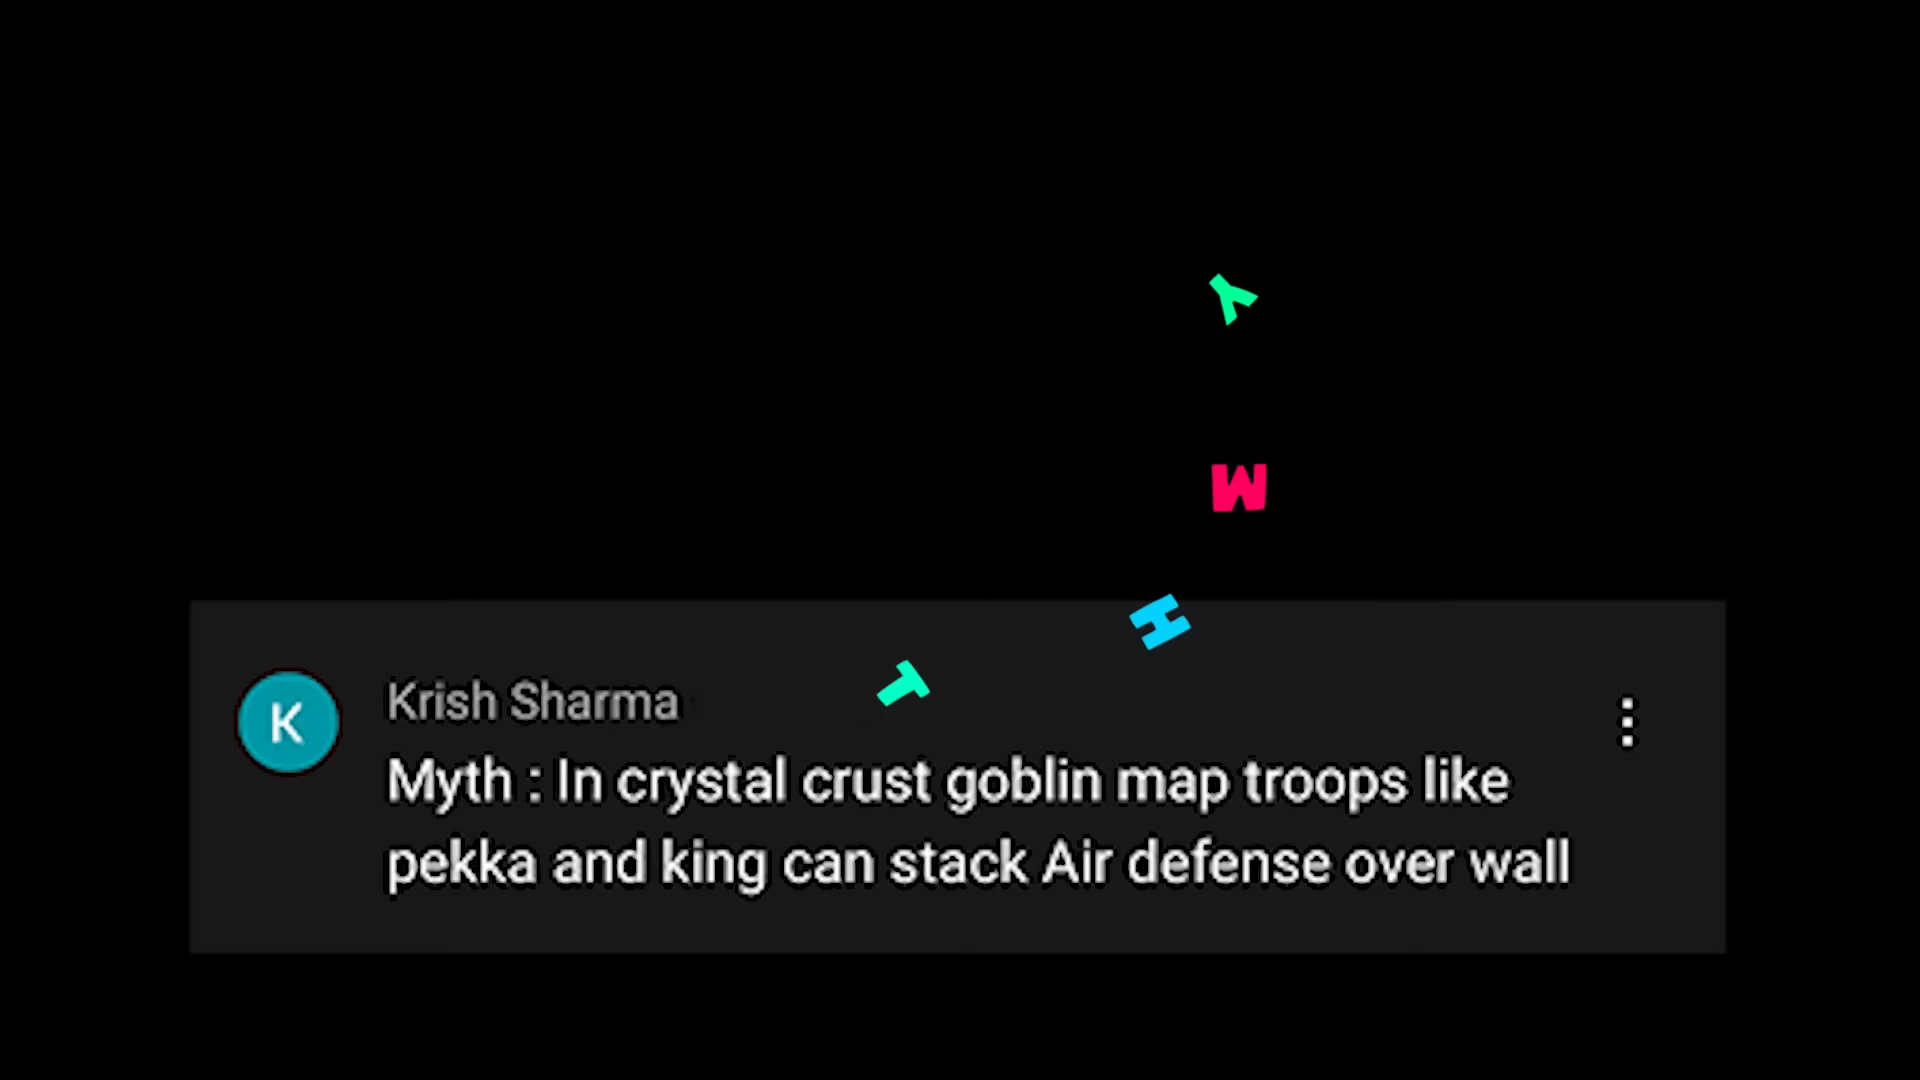 Y
M
H
T
K
Krish Sharma
Myth : In crystal crust goblin map troops like
pekka and king can stack Air defense over wall